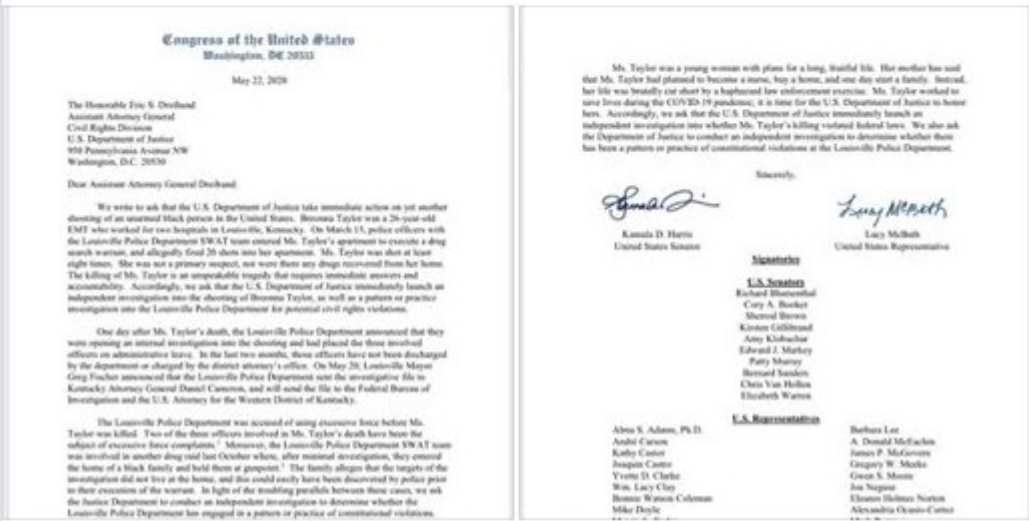 Congress of the United States
Washington, DC 20515
May 22, 2020
The Honorable Eric S. Dreiband
Assistant Attorney General
Civil Rights Division
U.S. Department of Justice
950 Pennsylvania Avenue NW
Washington, D.C. 20530
Dear Assistant Attorney General Dreiband:
We write to ask that the U.S. Department of Justice take immediate action on yet another
shooting of an unarmed black person in the United States. Breonna Taylor was a 26-year-old
EMT who worked for two hospitals in Louisville, Kentucky. On March 13, police officers with
the Louisville Police Department SWAT team entered Ms. Taylor's apartment to execute a drug
search warrant, and allegedly fired 20 shots into her apartment. Ms. Taylor was shot at least
eight times. She was not a primary suspect, nor were there any drugs recovered from her home.
The killing of Ms. Taylor is an unspeakable tragedy that requires immediate answers and
accountability. Accordingly, we ask that the U.S. Department of Justice immediately launch an
independent investigation into the shooting of Breonna Taylor, as well as a pattern or practice
investigation into the Louisville Police Department for potential civil rights violations.
One day after Ms. Taylor's death, the Louisville Police Department announced that they
were opening an internal investigation into the shooting and had placed the three involved
officers on administrative leave. In the last two months, those officers have not been discharged
by the department or charged by the district attorney's office. On May 20, Louisville Mayor
Greg Fischer announced that the Louisville Police Department sent the investigative file to
Kentucky Attorney General Daniel Cameron, and will send the file to the Federal Bureau of
Investigation and the U.S. Attorney for the Western District of Kentucky.
The Louisville Police Department was accused of using excessive force before Ms.
Taylor was killed. Two of the three officers involved in Ms. Taylor's death have been the
subject of excessive force complaints.¹ Moreover, the Louisville Police Department SWAT team
was involved in another drug raid last October where, after minimal investigation, they entered
the home of a black family and held them at gunpoint.² The family alleges that the targets of the
investigation did not live at the home, and this could easily have been discovered by police prior
to their execution of the warrant. In light of the troubling parallels between these cases, we ask
the Justice Department to conduct an independent investigation to determine whether the
Louisville Police Department has engaged in a pattern or practice of constitutional violations.
Ms. Taylor was a young woman with plans for a long, fruitful life. Her mother has said
that Ms. Taylor had planned to become a nurse, buy a home, and one day start a family. Instead,
her life was brutally cut short by a haphazard law enforcement exercise. Ms. Taylor worked to
save lives during the COVID-19 pandemic; it is time for the U.S. Department of Justice to honor
hers. Accordingly, we ask that the U.S. Department of Justice immediately launch an
independent investigation into whether Ms. Taylor's killing violated federal laws. We also ask
the Department of Justice to conduct an independent investigation to determine whether there
has been a pattern or practice of constitutional violations at the Louisville Police Department.
Sincerely,
Lucy McBath
Kamala D. Harris
United States Senator
Lucy McBath
United States Representative
Signatories
U.S. Senators
Richard Blumenthal
Cory A. Booker
Sherrod Brown
Kirsten Gillibrand
Amy Klobuchar
Edward J. Markey
Patty Murray
Bernard Sanders
Chris Van Hollen
Elizabeth Warren
U.S. Representatives
Alma S. Adams, Ph.D.
André Carson
Kathy Castor
Joaquin Castro
Yvette D. Clarke
Wm. Lacy Clay
Bonnie Watson Coleman
Mike Doyle
Barbara Lee
A. Donald McEachin
James P. McGovern
Gregory W. Meeks
Gwen S. Moore
Joe Neguse
Eleanor Holmes Norton
Alexandria Ocasio-Cortez